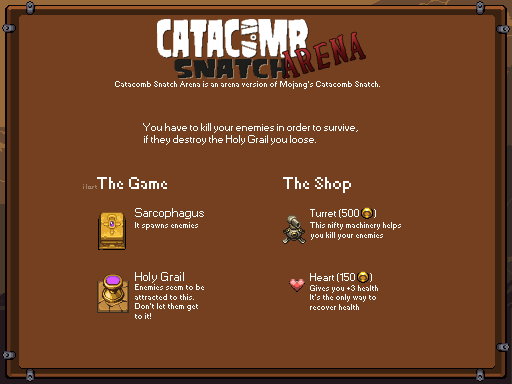 CATACOMB
SNATCH ARENA
Catacomb Snatch Arena is an arena version of Mojang's Catacomb Snatch.
You have to kill your enemies in order to survive,
if they destroy the Holy Grail you loose.
The Game
Sarcophagus
It spawns enemies
Holy Grail
Enemies seem to be
attracted to this.
Don't let them get
to it!
The Shop
Turret (500)
This nifty machinery helps
you kill your enemies
Heart (150)
Gives you +3 health
It's the only way to
recover health